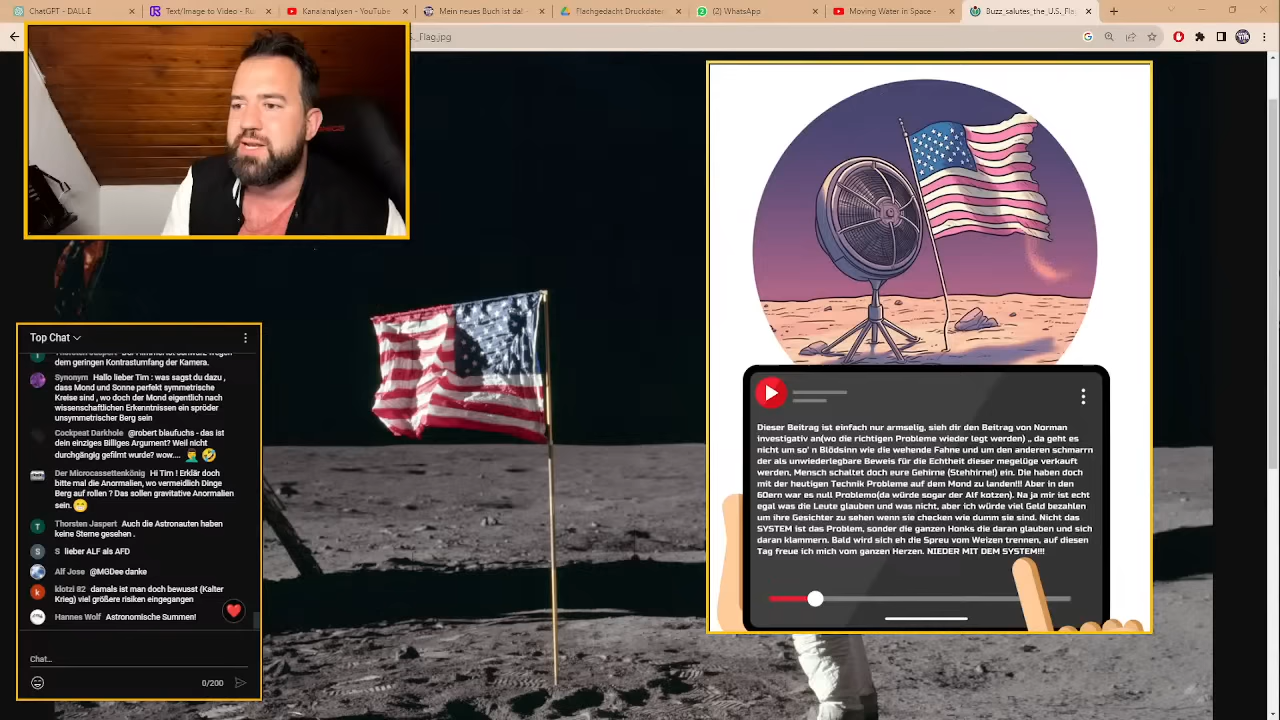 ChatGPT - DALL-E
Text/Image to Video - Ru
Kanalanalysen - YouTube
Mein neues Buch ist da! -
Flachgedacht Druckdatei
(2) WhatsApp
Moving Water in Space -
Buzz_salutes_the_U.S._Flag.
S._Flag.jpg
Top Chat
dem geringen Kontrastumfang der Kamera.
Synonym Hallo lieber Tim : was sagst du dazu ,
dass Mond und Sonne perfekt symmetrische
Kreise sind , wo doch der Mond eigentlich nach
wissenschaftlichen Erkenntnissen ein spröder
unsymmetrischer Berg sein
Cockpeat Darkhole @robert blaufuchs - das ist
dein einziges Billiges Argument? Weil nicht
durchgängig gefilmt wurde? wow....
Der Microcassettenkönig Hi Tim ! Erklär doch
bitte mal die Anormalien, wo vermeidlich Dinge
Berg auf rollen ? Das sollen gravitative Anormalien
sein.
Thorsten Jaspert Auch die Astronauten haben
keine Sterne gesehen .
S lieber ALF als AFD
Alf Jose @MGDee danke
klotzi 82 damals ist man doch bewusst (Kalter
Krieg) viel größere risiken eingegangen
Hannes Wolf Astronomische Summen!
Chat...
0/200
Dieser Beitrag ist einfach nur armselig, sieh dir den Beitrag von Norman
investigativ an(wo die richtigen Probleme wieder legt werden) ,, da geht es
nicht um so' n Blödsinn wie die wehende Fahne und um den anderen schmarrn
der als unwiederlegbare Beweis für die Echtheit dieser megelüge verkauft
werden, Mensch schaltet doch eure Gehirne (Stehhirne!) ein. Die haben doch
mit der heutigen Technik Probleme auf dem Mond zu landen!!! Aber in den
60ern war es null Problemo(da würde sogar der Alf kotzen). Na ja mir ist echt
egal was die Leute glauben und was nicht, aber ich würde viel Geld bezahlen
um ihre Gesichter zu sehen wenn sie checken wie dumm sie sind. Nicht das
SYSTEM ist das Problem, sonder die ganzen Honks die daran glauben und sich
daran klammern. Bald wird sich eh die Spreu vom Weizen trennen, auf diesen
Tag freue ich mich vom ganzen Herzen. NIEDER MIT DEM SYSTEM!!!